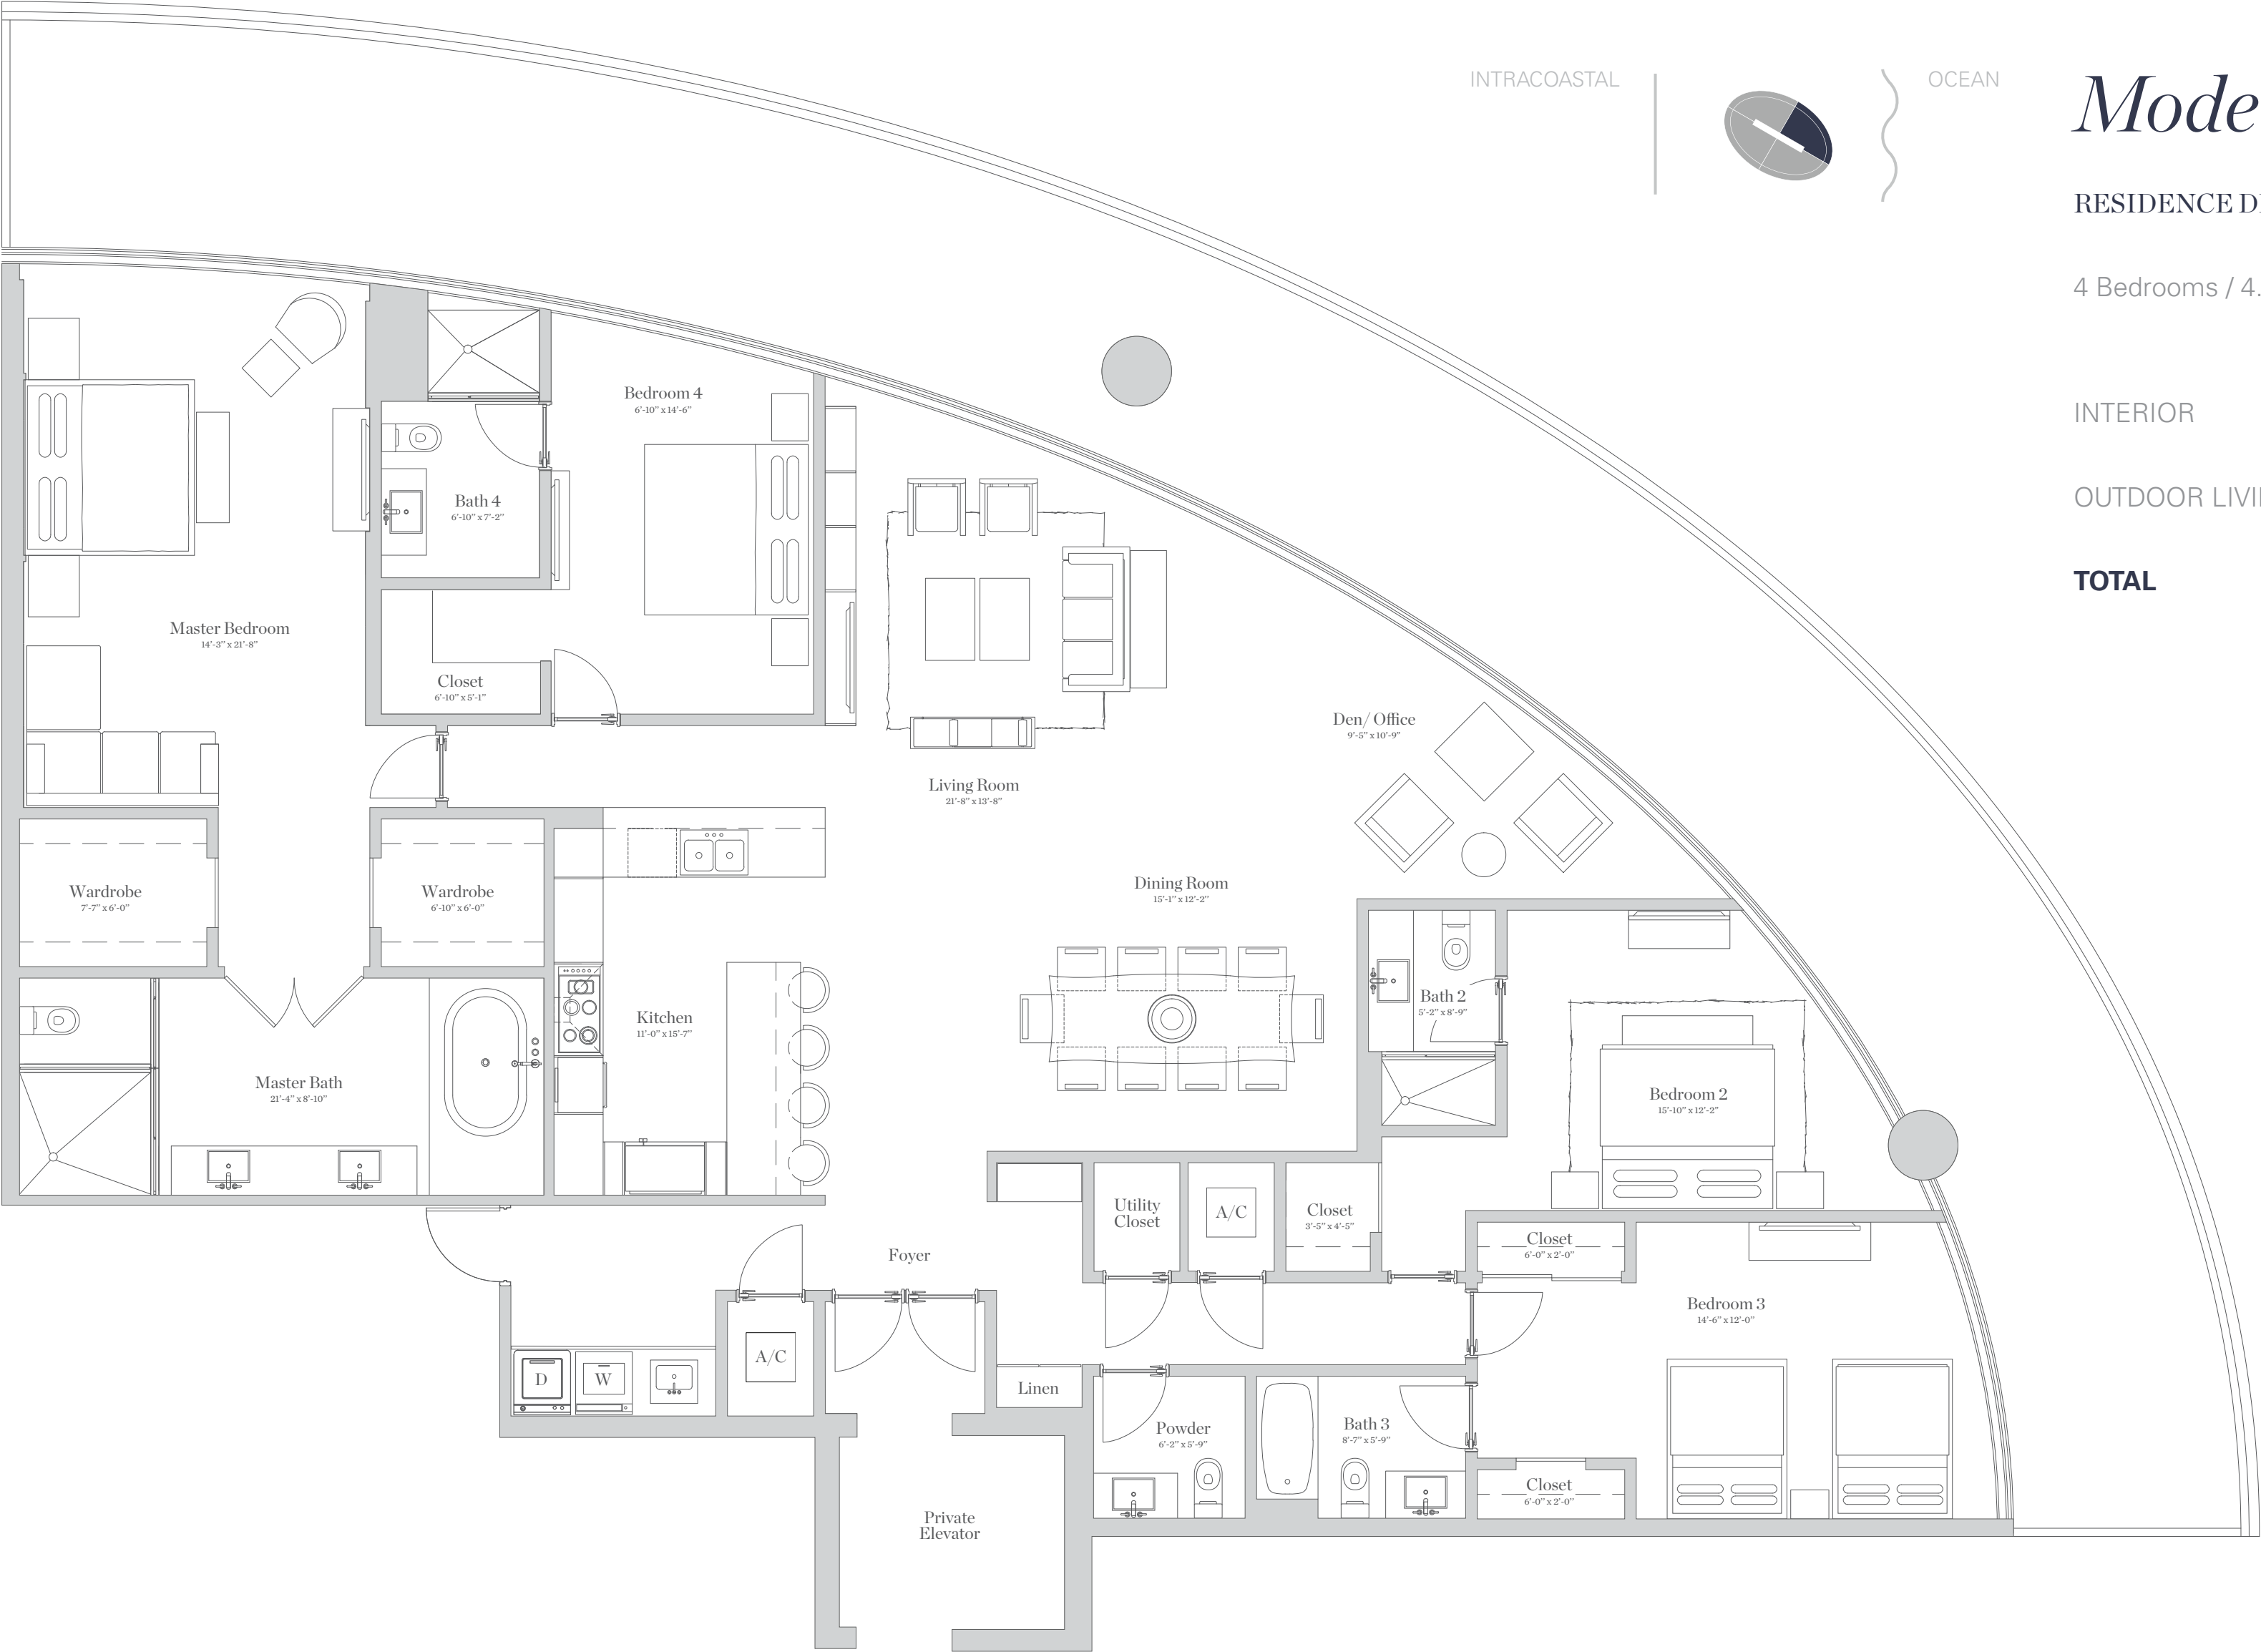 INTRACOASTAL
OCEAN
Mode
RESIDENCE D
4 Bedrooms / 4.
INTERIOR
OUTDOOR LIVI
TOTAL
Bedroom 4
6'-10" x 14'-6"
Bath 4
6'-10" x 7'-2"
Master Bedroom
14'-3" x 21'-8"
Closet
6'-10" x 5'-1"
Den/ Office
9'-5" x 10'-9"
Living Room
21'-8" x 13'-8"
Dining Room
15'-1" x 12'-2"
Wardrobe
7'-7" x 6'-0"
Wardrobe
6'-10" x 6'-0"
Bath 2
5'-2" x 8'-9"
Kitchen
11'-0" x 15'-7"
Master Bath
21'-4" x 8'-10"
Bedroom 2
15'-10" x 12'-2"
Utility
Closet
A/C
Closet
3'-5" x 4'-5"
Closet
6'-0" x 2'-0"
Foyer
Bedroom 3
14'-6" x 12'-0"
A/C
D
W
Linen
Powder
6'-2" x 5'-9"
Bath 3
8'-7" x 5'-9"
Closet
6'-0" x 2'-0"
Private
Elevator